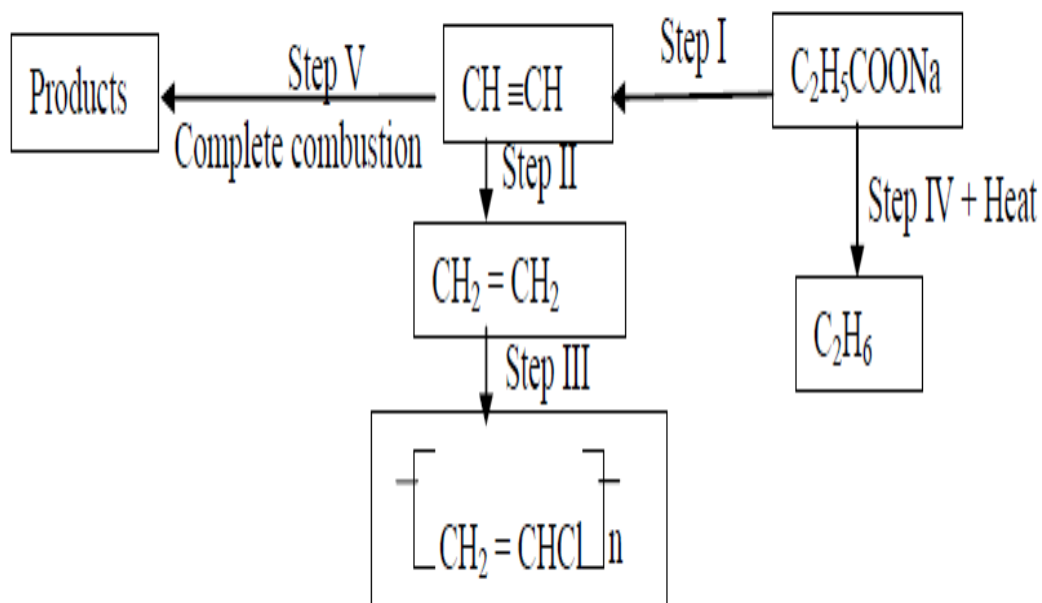 Products
Step V
Complete combustion
CH ≡CH
Step I
C₂H₅COONa
Step II
Step IV + Heat
CH₂ = CH₂
C₂H₆
Step III
CH₂ = CHCl n